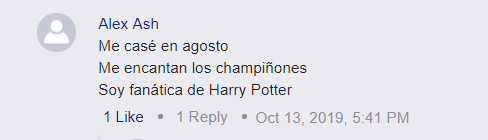 Alex Ash
Me casé en agosto
Me encantan los champiñones
Soy fanática de Harry Potter
1 Like • 1 Reply • Oct 13, 2019, 5:41 PM